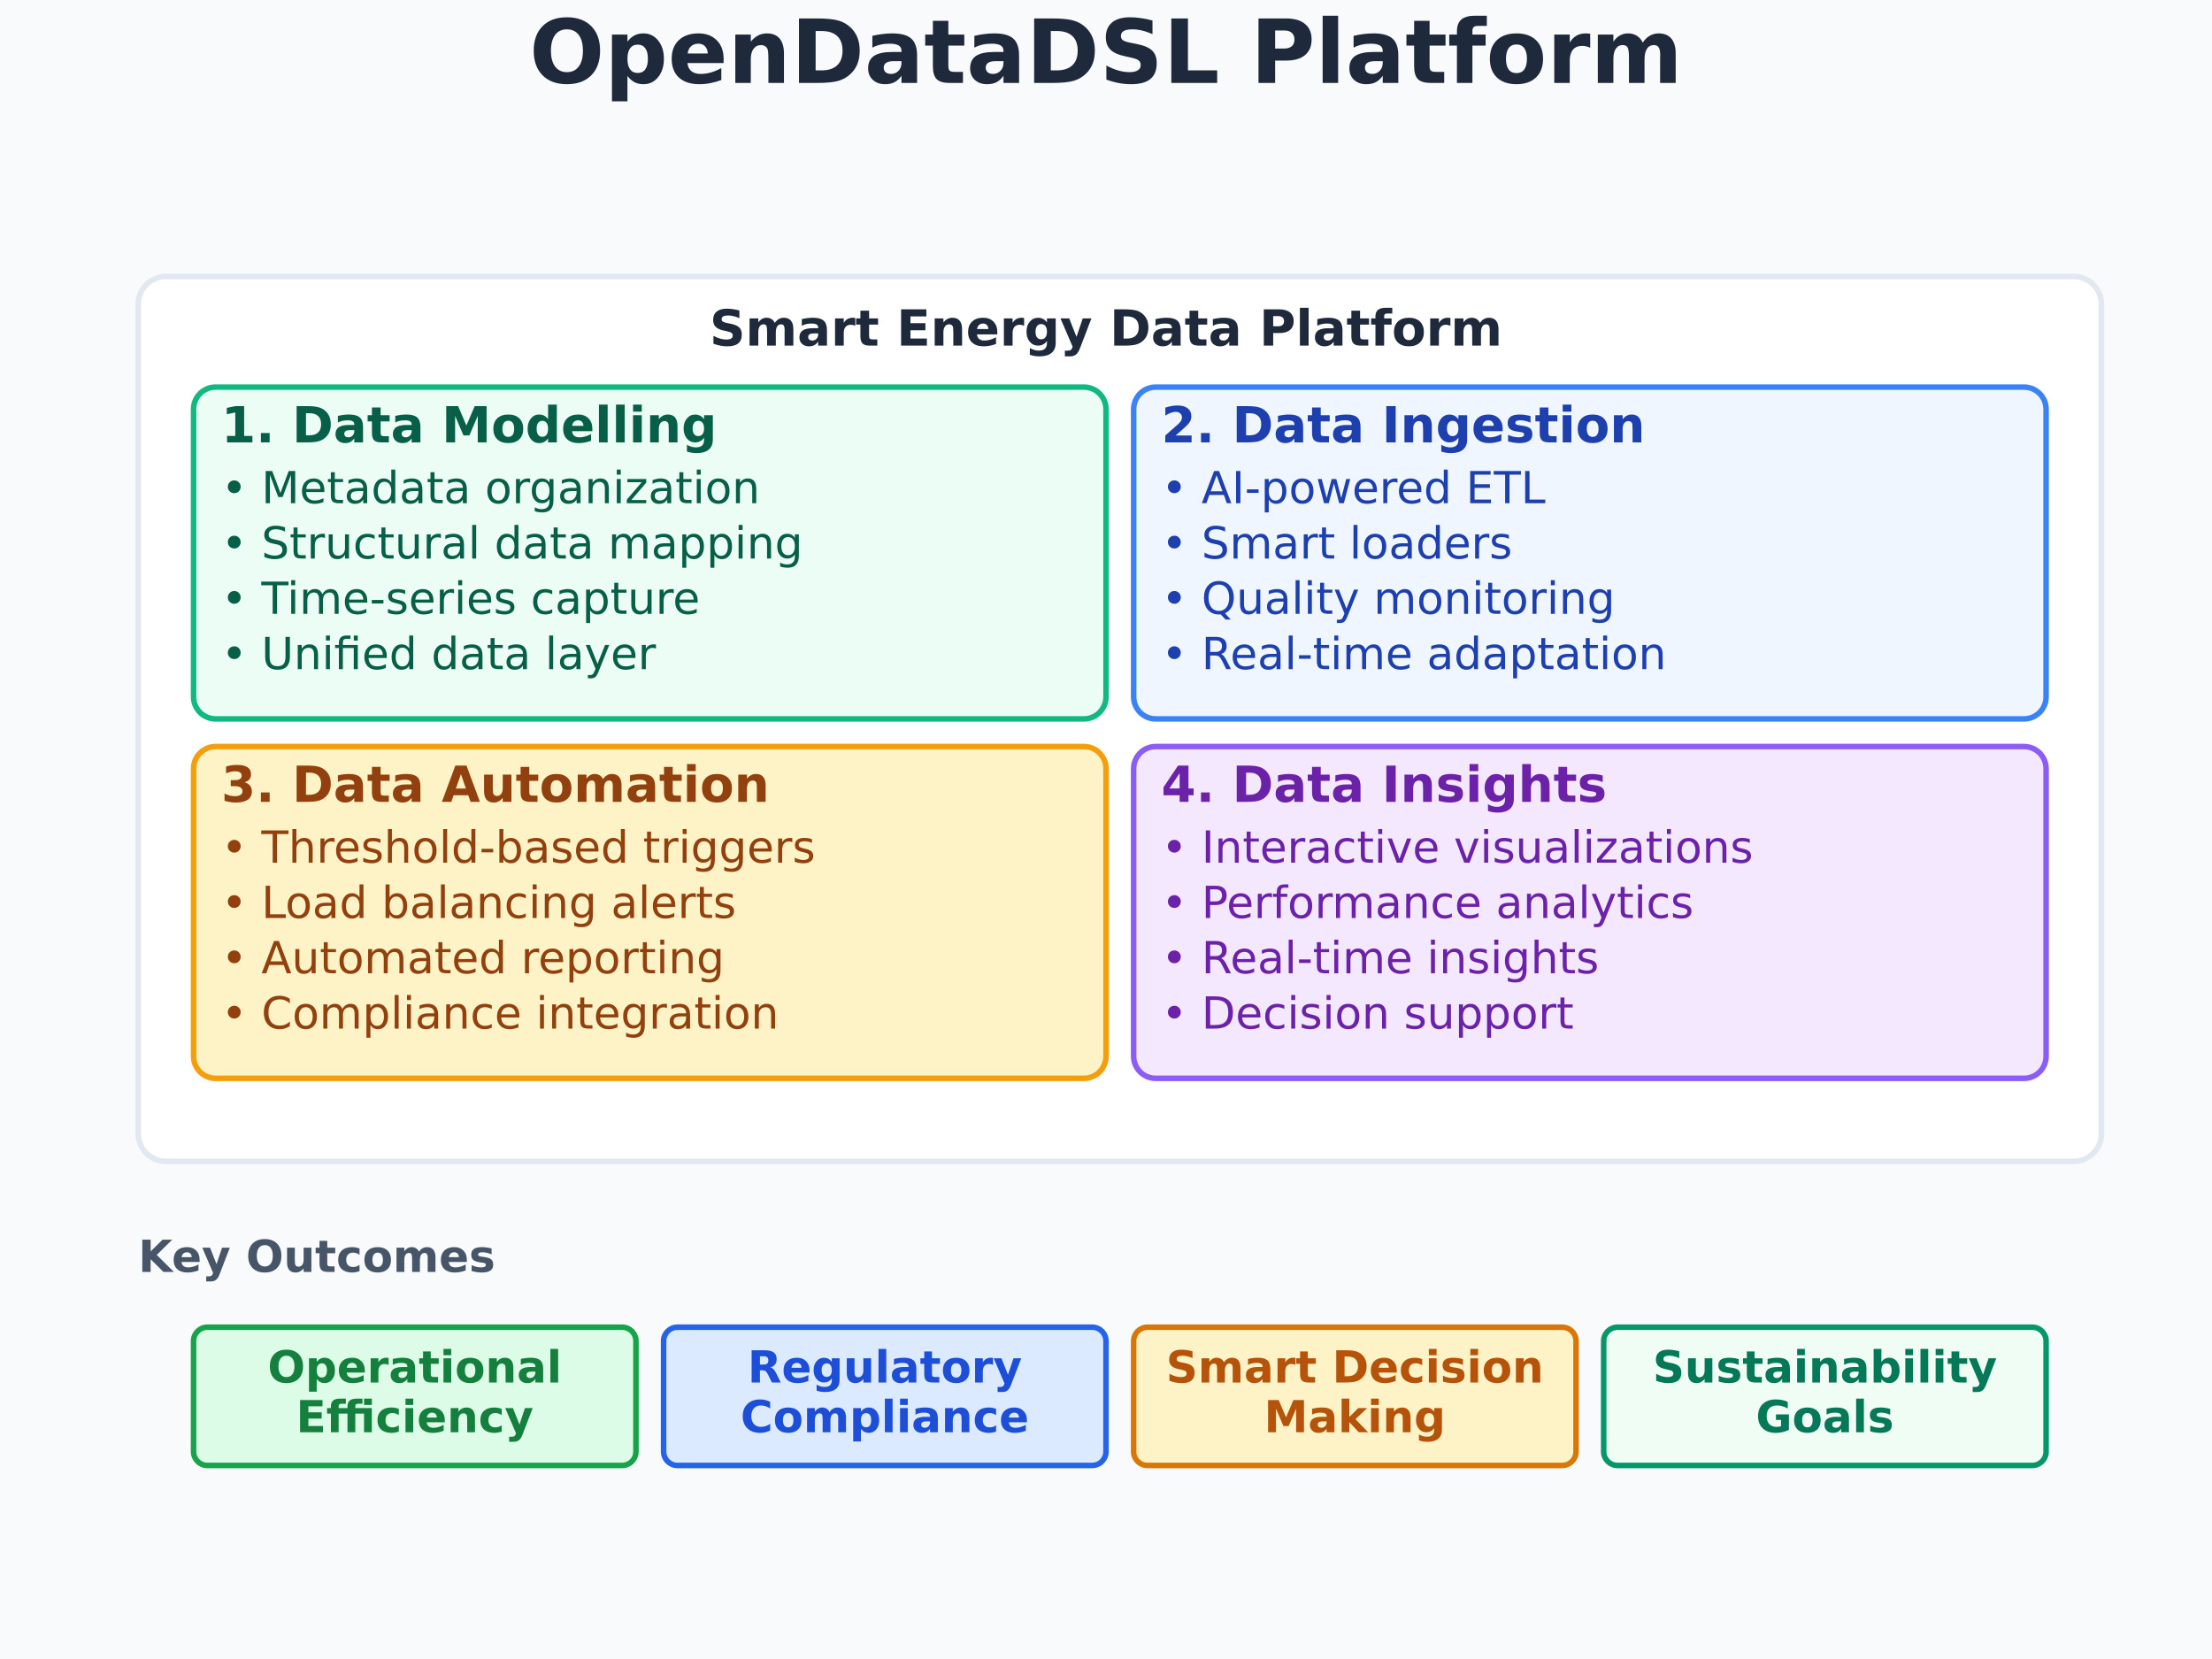 OpenDataDSL Platform
Smart Energy Data Platform
1. Data Modelling
• Metadata organization
• Structural data mapping
• Time-series capture
• Unified data layer
2. Data Ingestion
• AI-powered ETL
• Smart loaders
• Quality monitoring
• Real-time adaptation
3. Data Automation
• Threshold-based triggers
• Load balancing alerts
• Automated reporting
• Compliance integration
4. Data Insights
• Interactive visualizations
• Performance analytics
• Real-time insights
• Decision support
Key Outcomes
Operational
Efficiency
Regulatory
Compliance
Smart Decision
Making
Sustainability
Goals